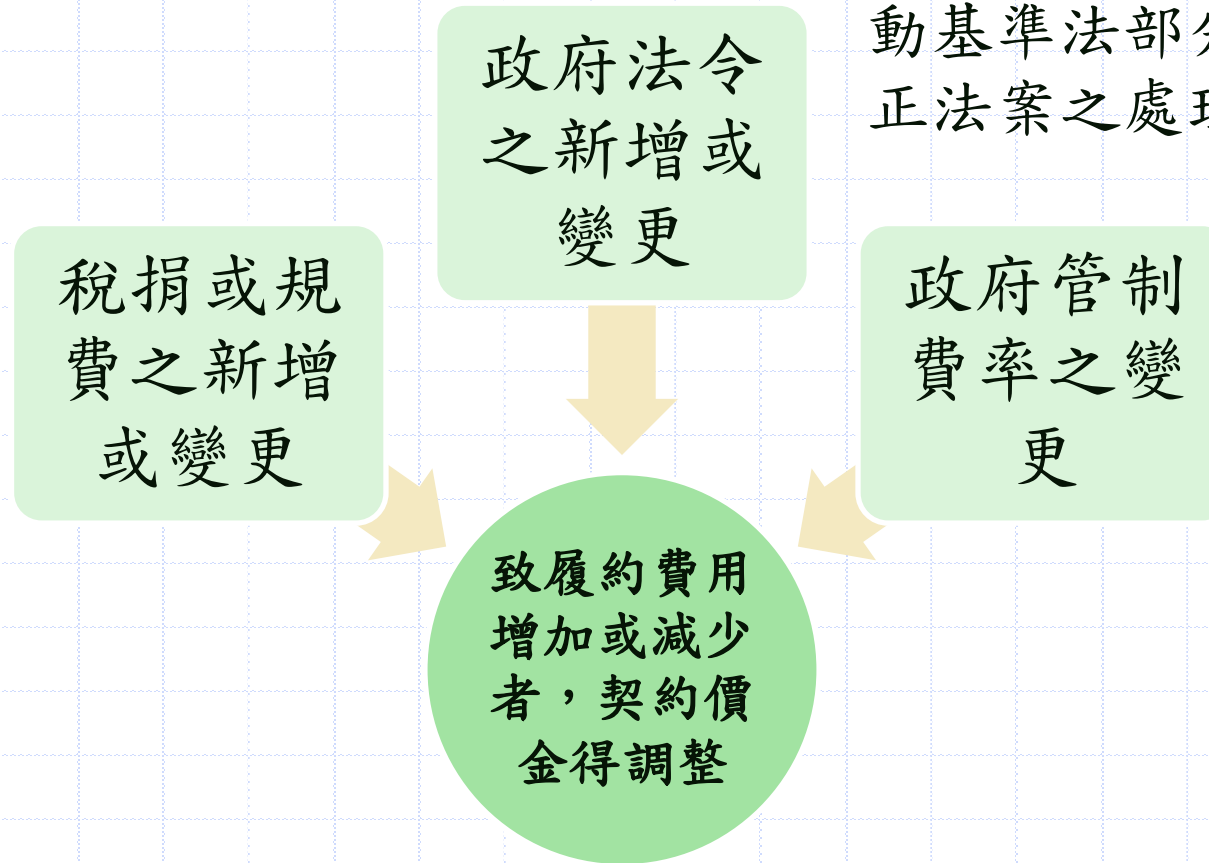 政府法令
之新增或
變更
動基準法部
正法案之處
稅捐或規
費之新增
或變更
政府管制
費率之變
更
致履約費用
增加或減少
者，契約價
金得調整